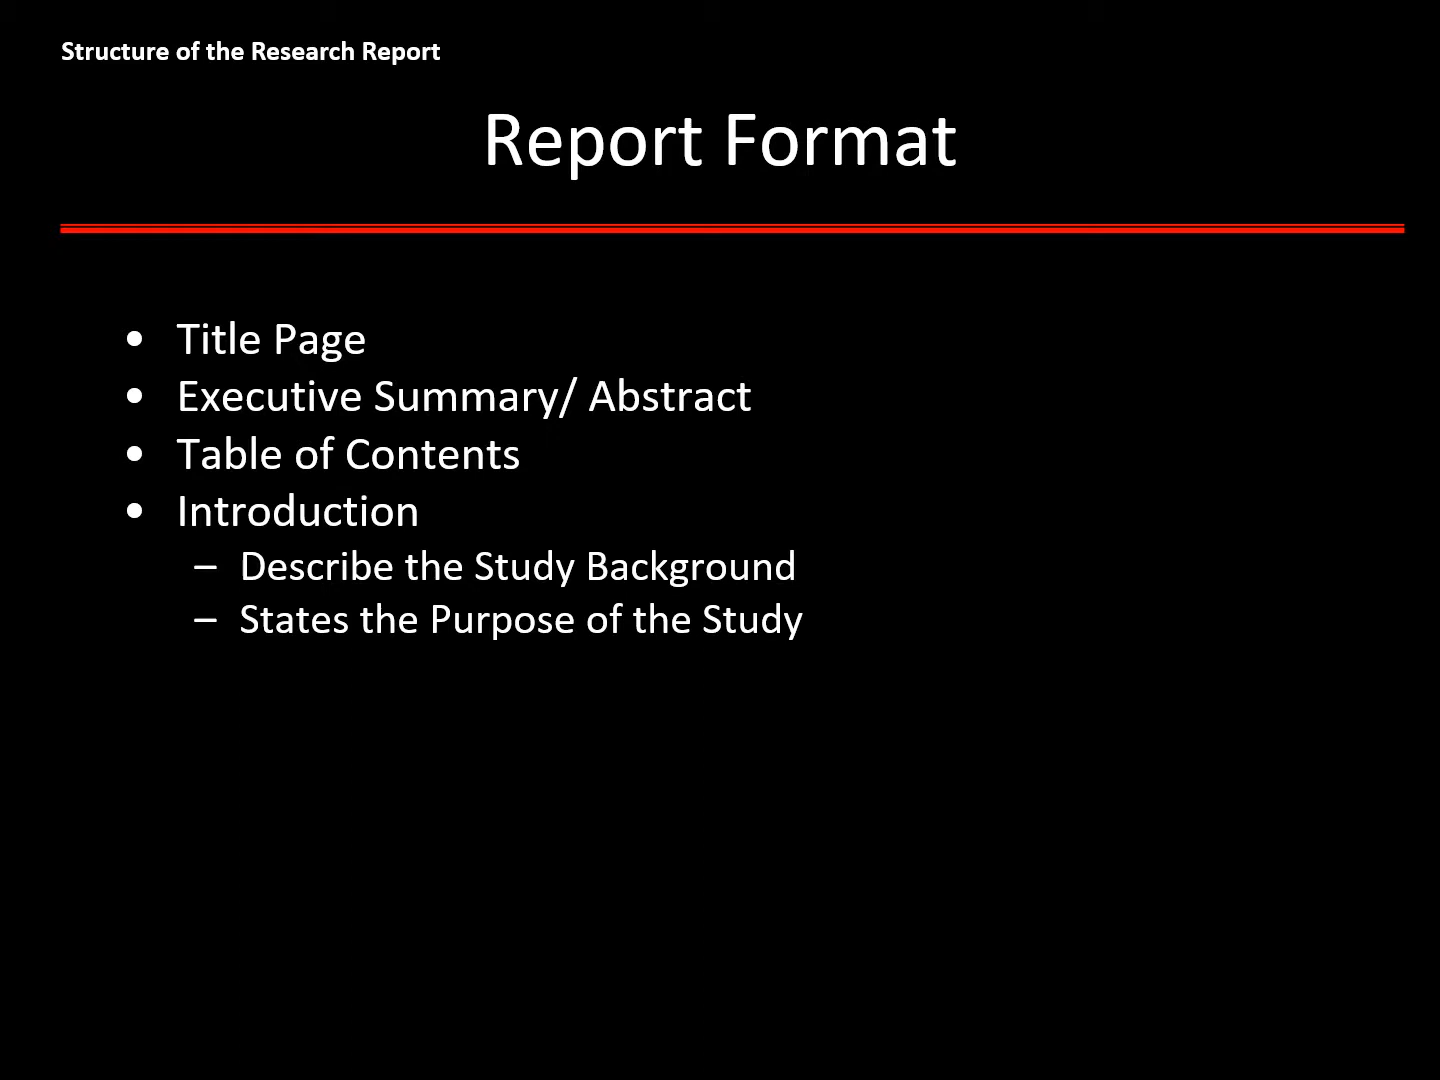 Structure of the Research Report
Report Format
• Title Page
• Executive Summary/ Abstract
• Table of Contents
• Introduction
– Describe the Study Background
– States the Purpose of the Study